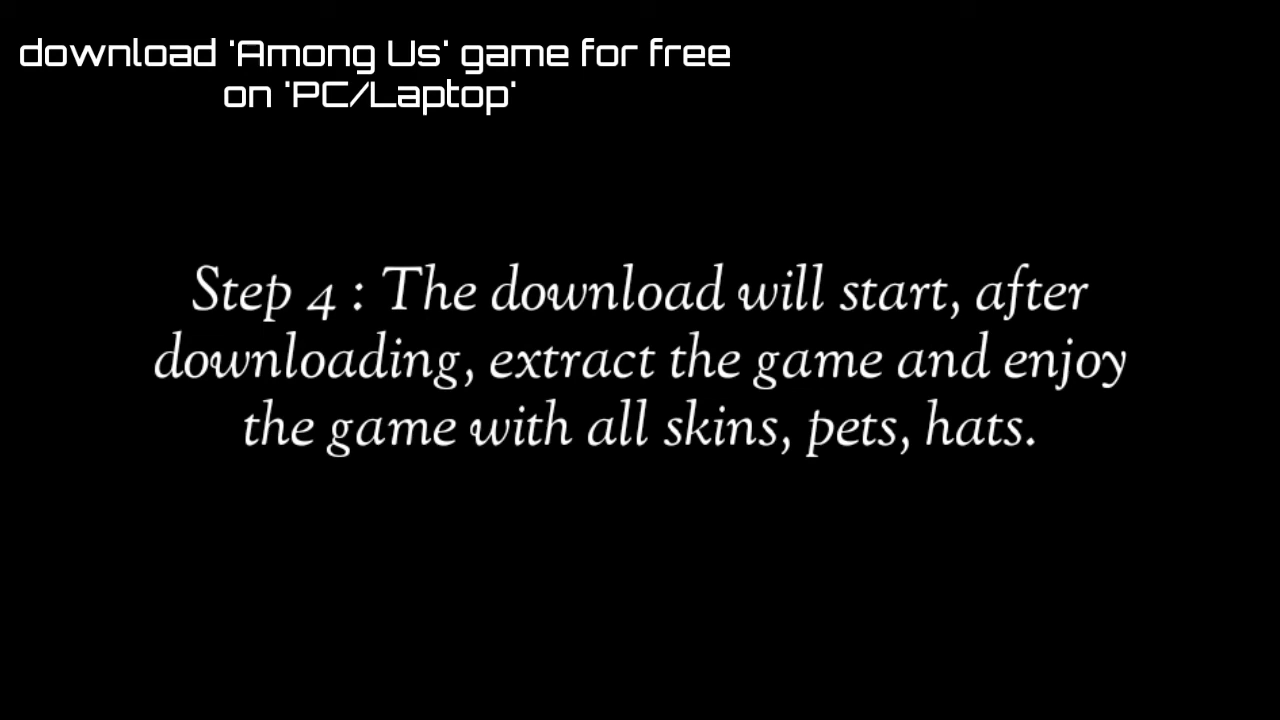 download 'Among Us' game for free
on 'PC/Laptop'
Step 4 : The download will start, after
downloading, extract the game and enjoy
the game with all skins, pets, hats.